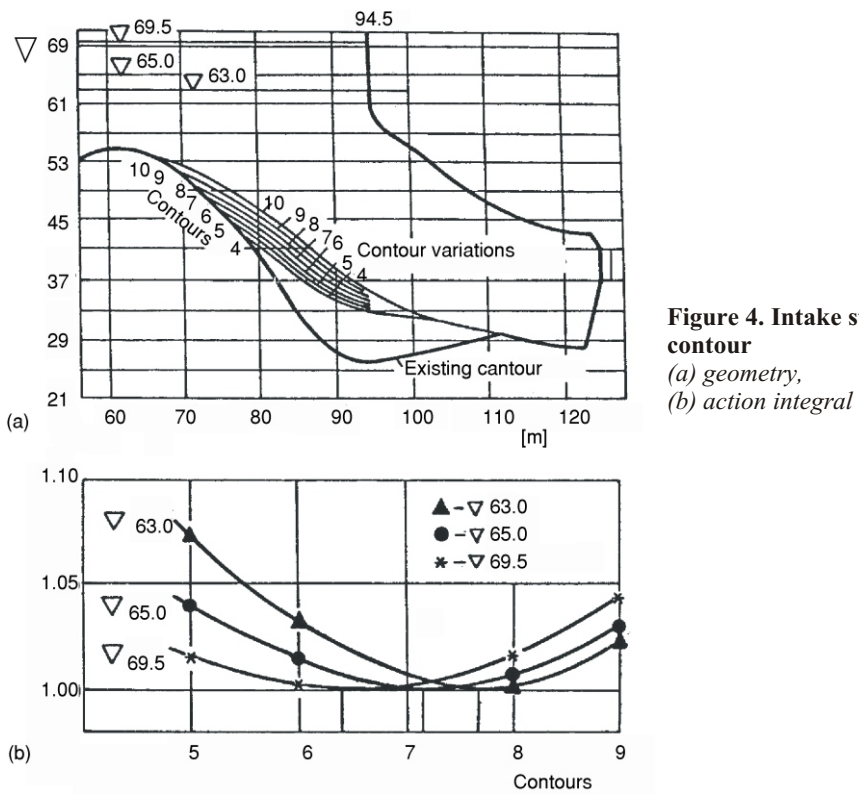 94.5
▽ 69.5
▽ 69
▽ 65.0
▽ 63.0
61
53
10 9 8 7 6 5 4
Contours
10 9 8 7 6 5 4
Contour variations
45
37
29
Existing cantour
21
(a)
60 70 80 90 100 110 120
[m]
Figure 4. Intake s
contour
(a) geometry,
(b) action integral
1.10
▽ 63.0
▲ - ▽ 63.0
● - ▽ 65.0
* - ▽ 69.5
1.05
▽ 65.0
▽ 69.5
1.00
(b)
5 6 7 8 9
Contours